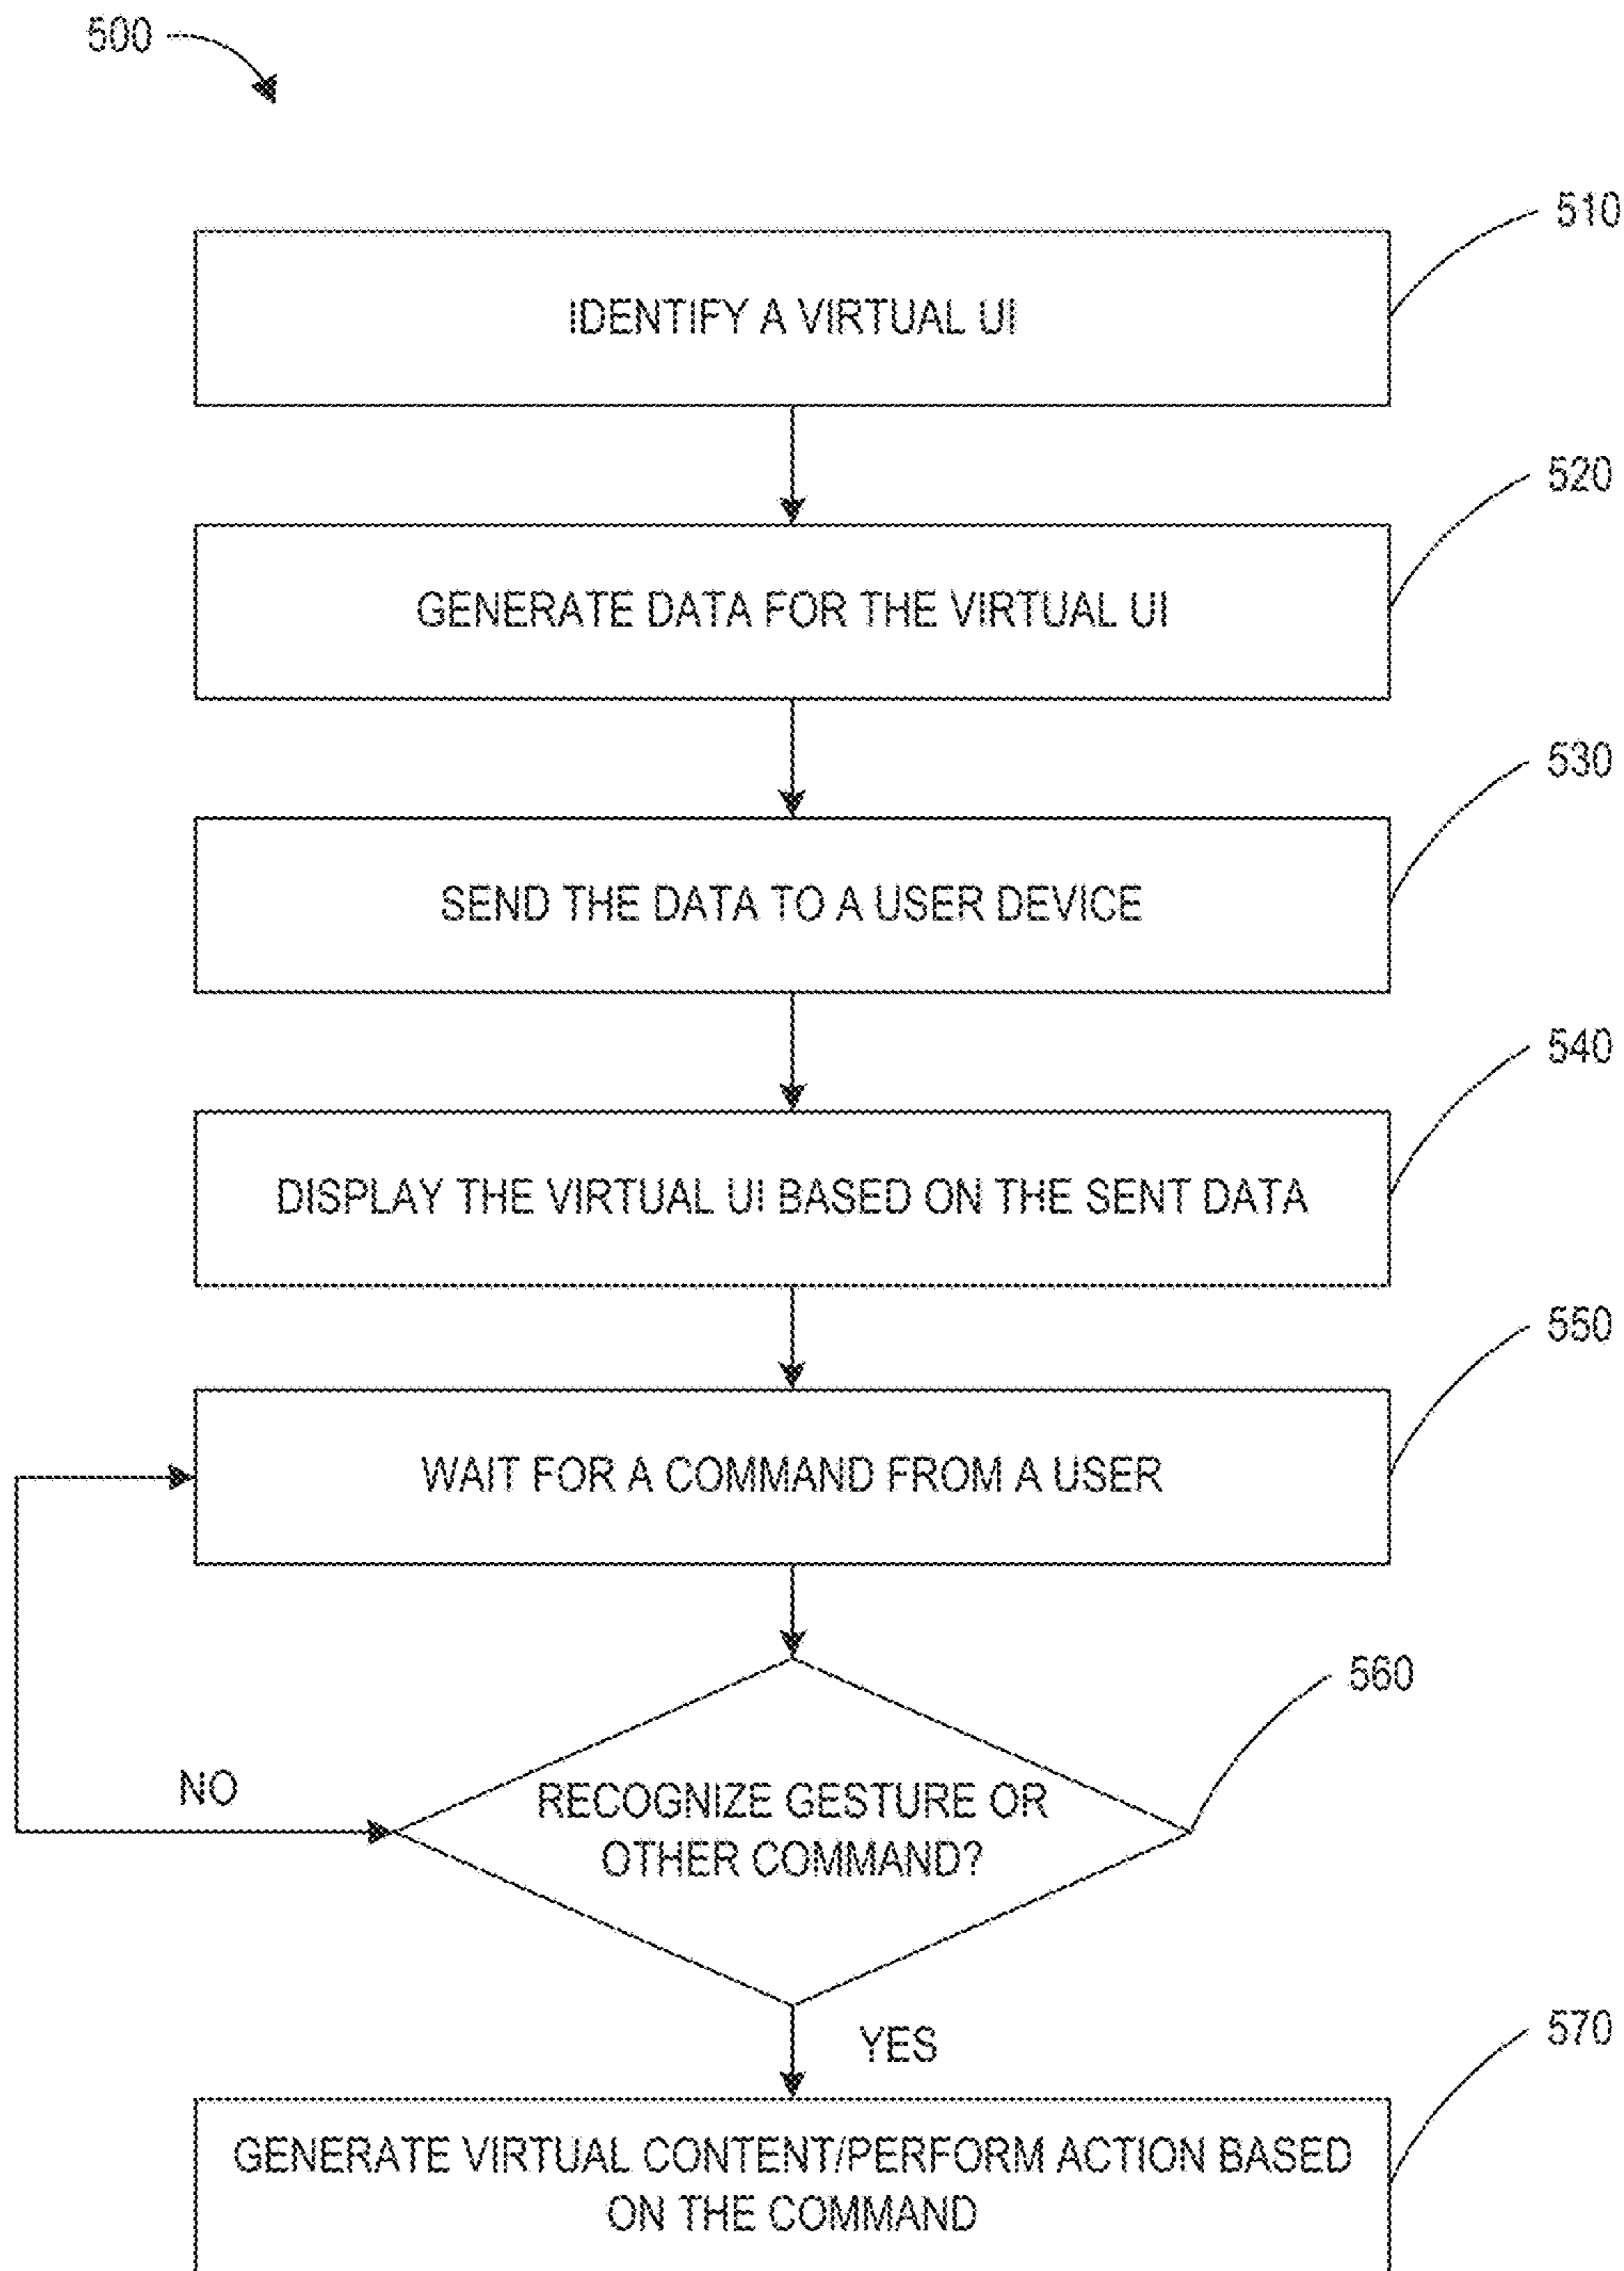 500
510
IDENTIFY A VIRTUAL UI
520
GENERATE DATA FOR THE VIRTUAL UI
530
SEND THE DATA TO A USER DEVICE
540
DISPLAY THE VIRTUAL UI BASED ON THE SENT DATA
550
WAIT FOR A COMMAND FROM A USER
560
NO
RECOGNIZE GESTURE OR
OTHER COMMAND?
YES
570
GENERATE VIRTUAL CONTENT/PERFORM ACTION BASED
ON THE COMMAND